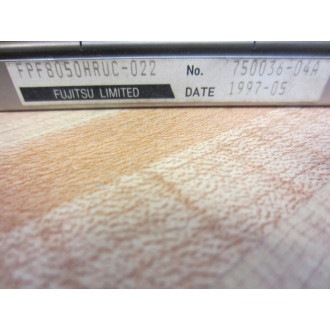 FPF8050HRUC-022 No. 750036-04A
FUJITSU LIMITED DATE 1997-05